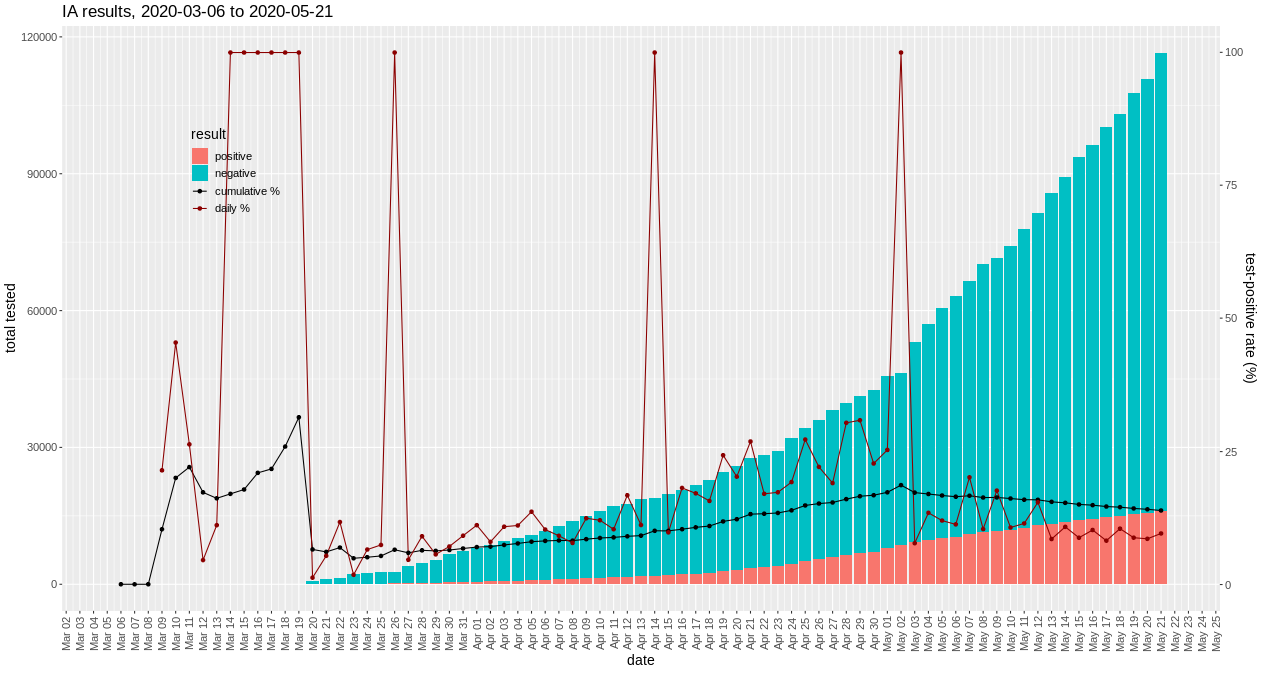 IA results, 2020-03-06 to 2020-05-21
120000
90000
60000
30000
0
total tested
result
positive
negative
cumulative %
daily %
100
75
50
25
0
test-positive rate (%)
Mar 02
Mar 03
Mar 04
Mar 05
Mar 06
Mar 07
Mar 08
Mar 09
Mar 10
Mar 11
Mar 12
Mar 13
Mar 14
Mar 15
Mar 16
Mar 17
Mar 18
Mar 19
Mar 20
Mar 21
Mar 22
Mar 23
Mar 24
Mar 25
Mar 26
Mar 27
Mar 28
Mar 29
Mar 30
Mar 31
Apr 01
Apr 02
Apr 03
Apr 04
Apr 05
Apr 06
Apr 07
Apr 08
Apr 09
Apr 10
Apr 11
Apr 12
Apr 13
Apr 14
Apr 15
Apr 16
Apr 17
Apr 18
Apr 19
Apr 20
Apr 21
Apr 22
Apr 23
Apr 24
Apr 25
Apr 26
Apr 27
Apr 28
Apr 29
Apr 30
May 01
May 02
May 03
May 04
May 05
May 06
May 07
May 08
May 09
May 10
May 11
May 12
May 13
May 14
May 15
May 16
May 17
May 18
May 19
May 20
May 21
May 22
May 23
May 24
May 25
date